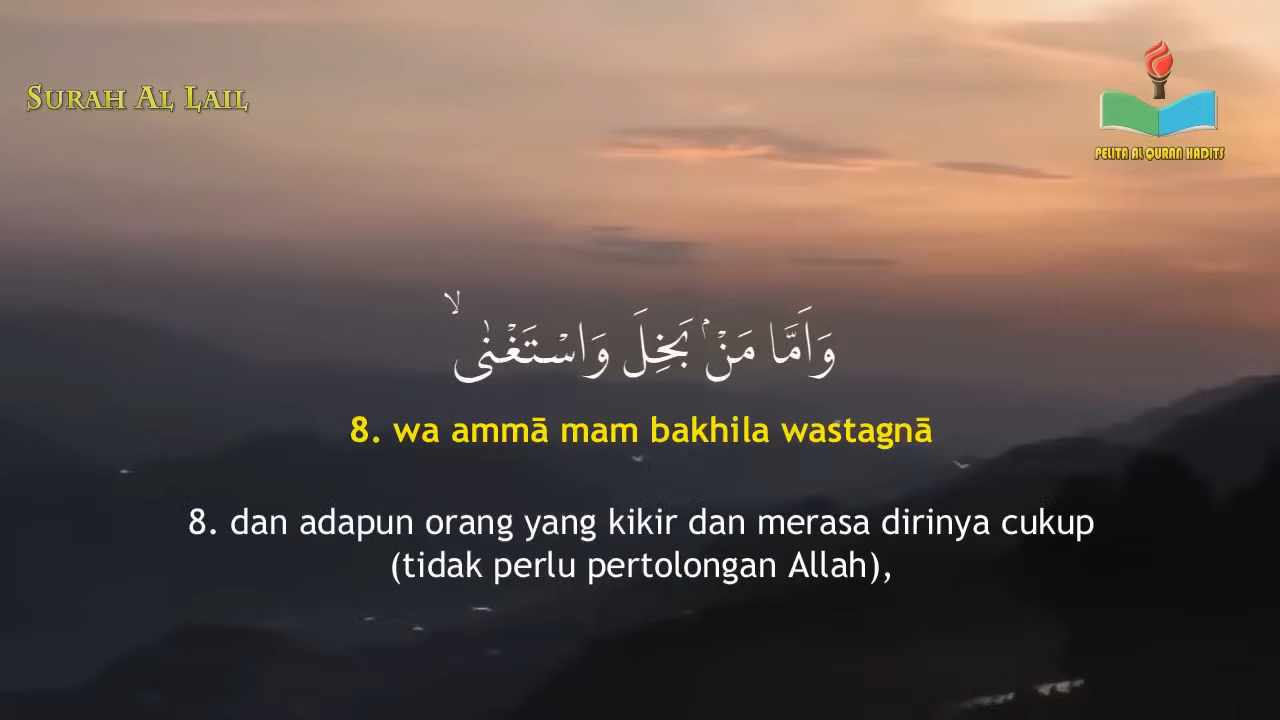 SURAH AL LAIL
PELITA AL QURAN HADITS
وَاَمَّا مَنْۢ بَخِلَ وَاسْتَغْنٰىۙ
8. wa ammā mam bakhila wastagnā
8. dan adapun orang yang kikir dan merasa dirinya cukup
(tidak perlu pertolongan Allah),